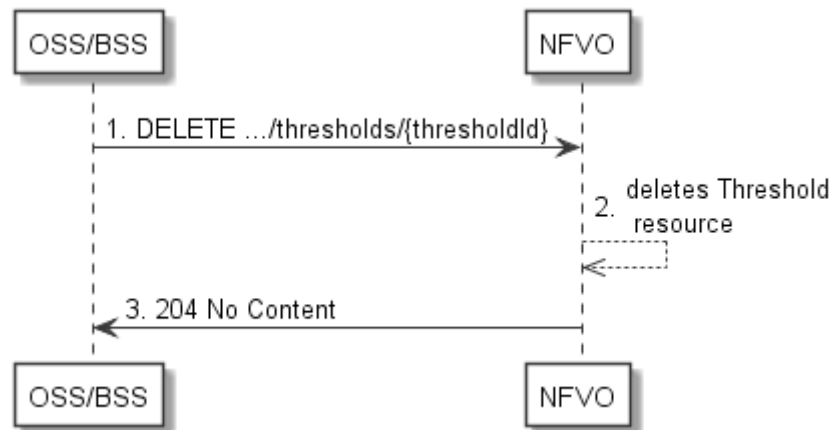 OSS/BSS
NFVO
1. DELETE .../thresholds/{thresholdId}
2. deletes Threshold
resource
3. 204 No Content
OSS/BSS
NFVO